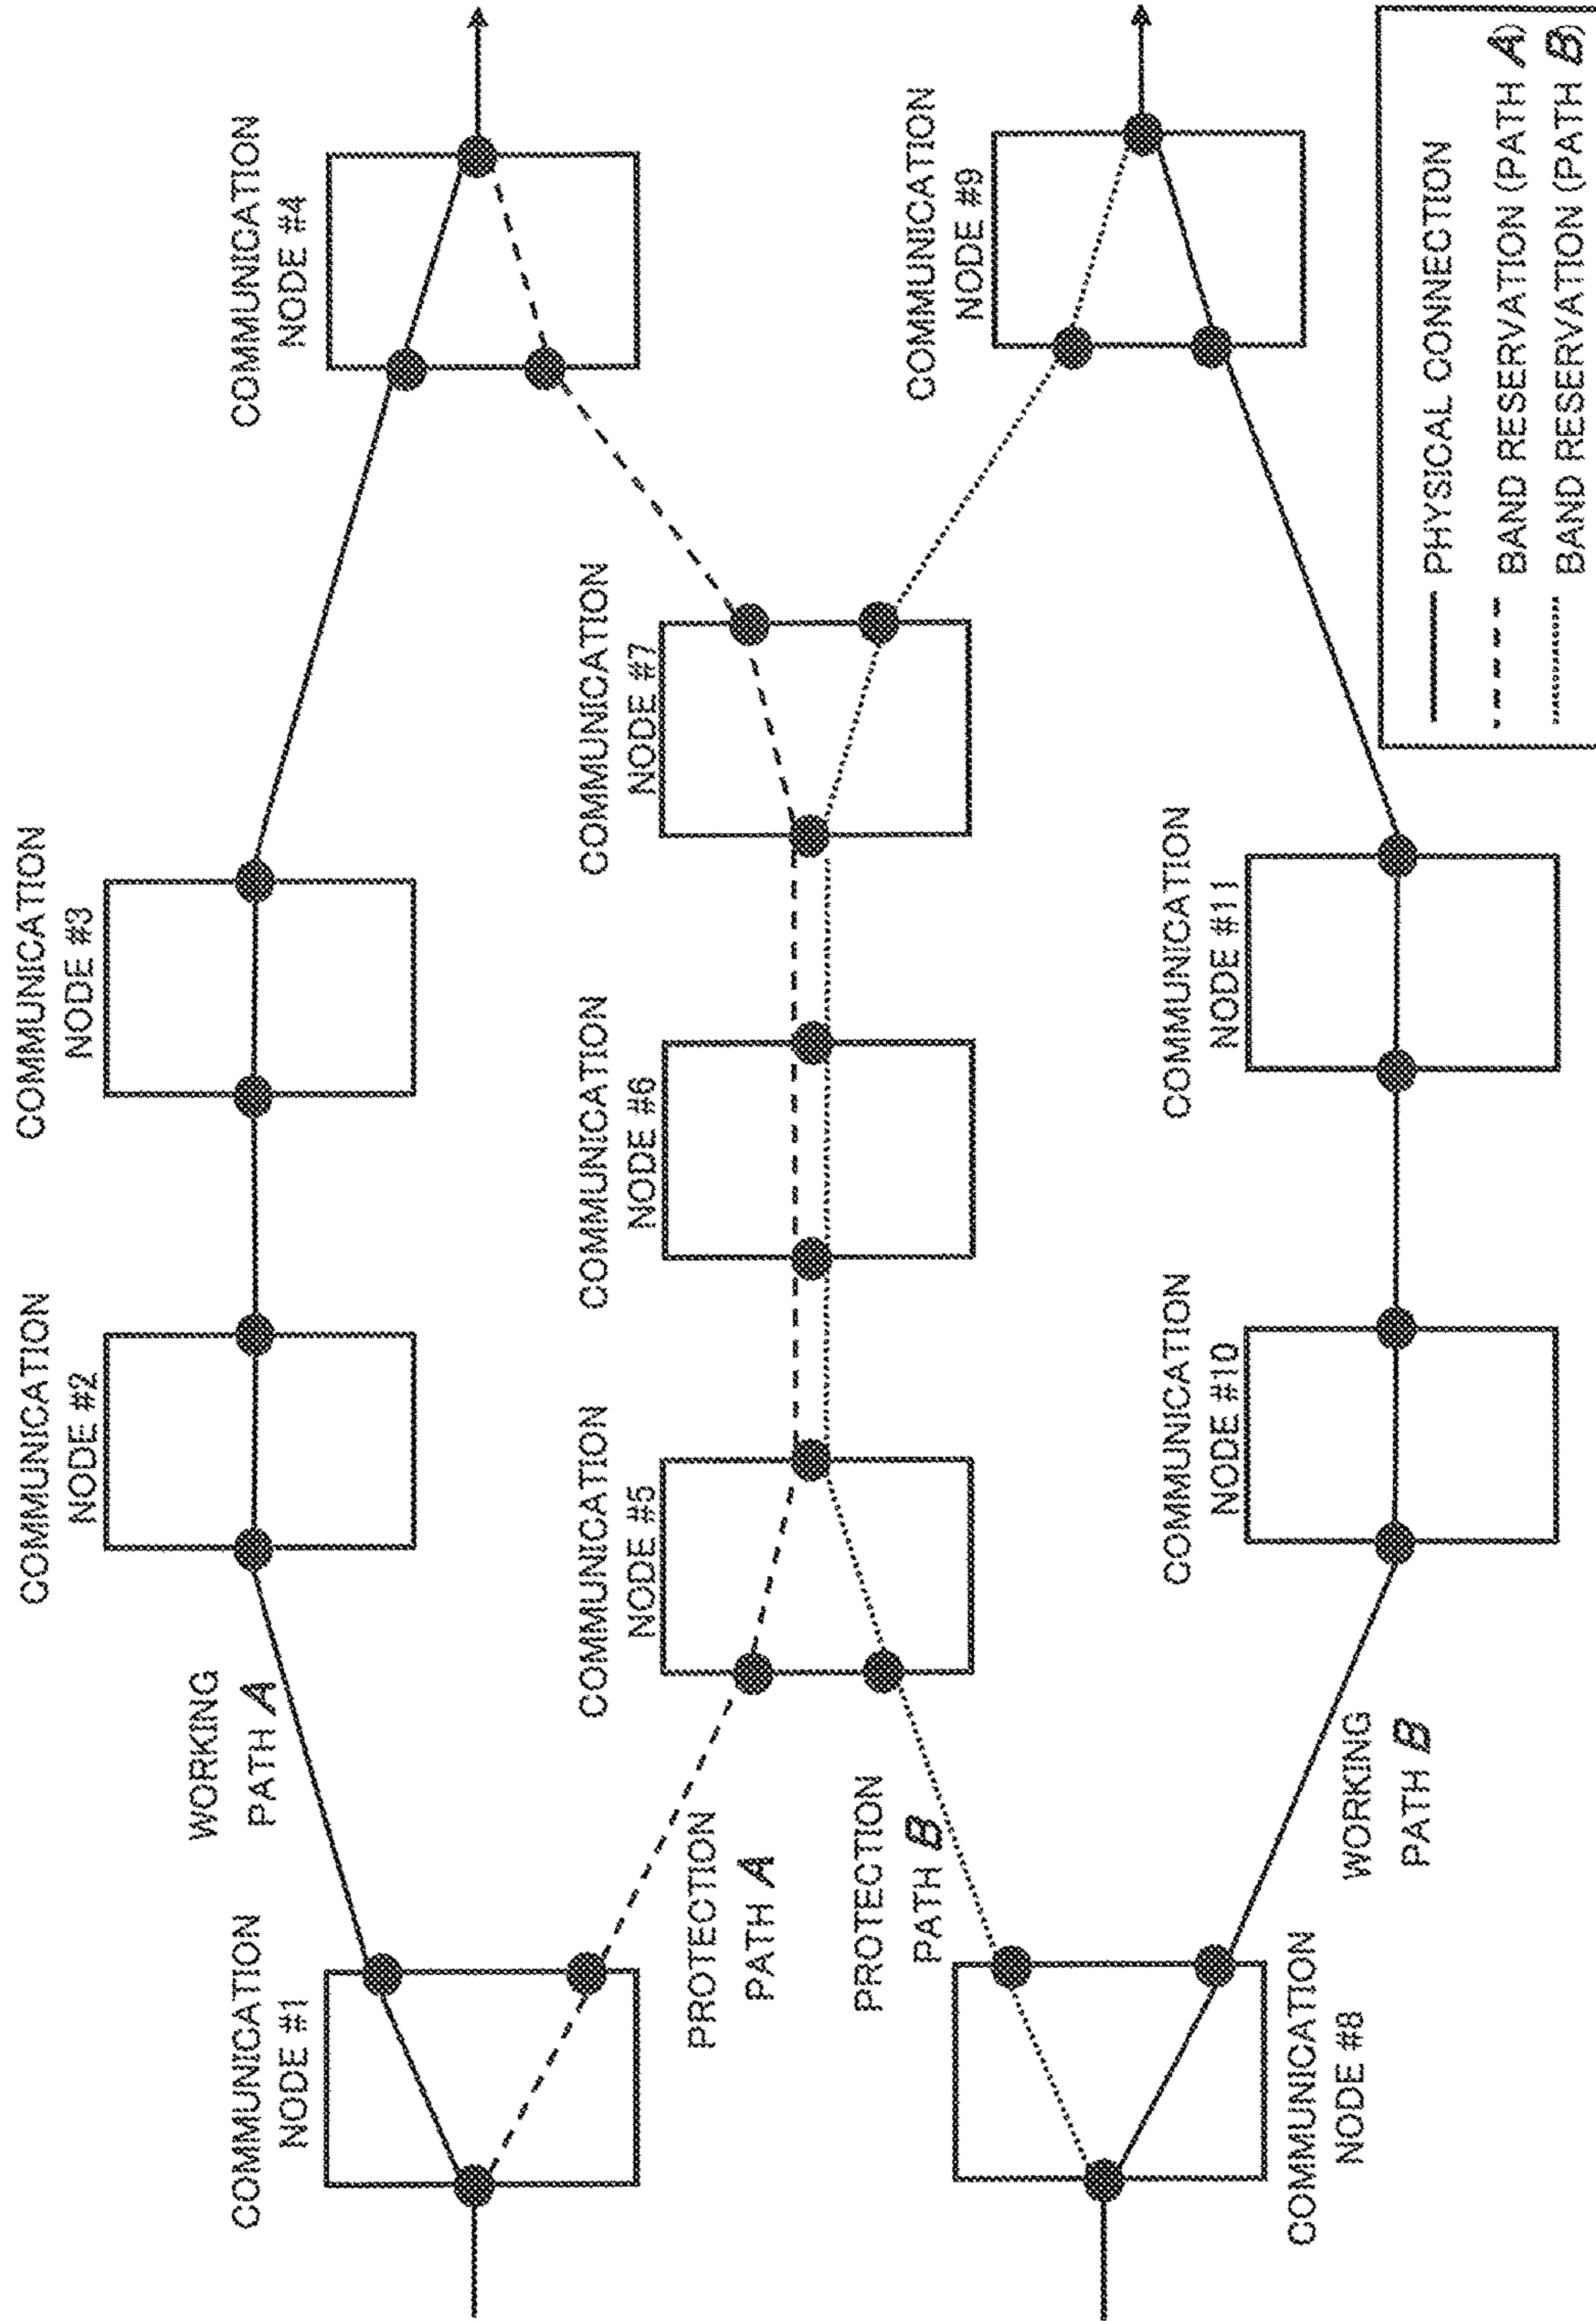 COMMUNICATION
NODE #1
COMMUNICATION
NODE #2
COMMUNICATION
NODE #3
COMMUNICATION
NODE #4
WORKING
PATH A
PROTECTION
PATH A
COMMUNICATION
NODE #5
COMMUNICATION
NODE #6
COMMUNICATION
NODE #7
PROTECTION
PATH B
COMMUNICATION
NODE #8
COMMUNICATION
NODE #9
WORKING
PATH B
COMMUNICATION
NODE #10
COMMUNICATION
NODE #11
PHYSICAL CONNECTION
BAND RESERVATION (PATH A)
BAND RESERVATION (PATH B)